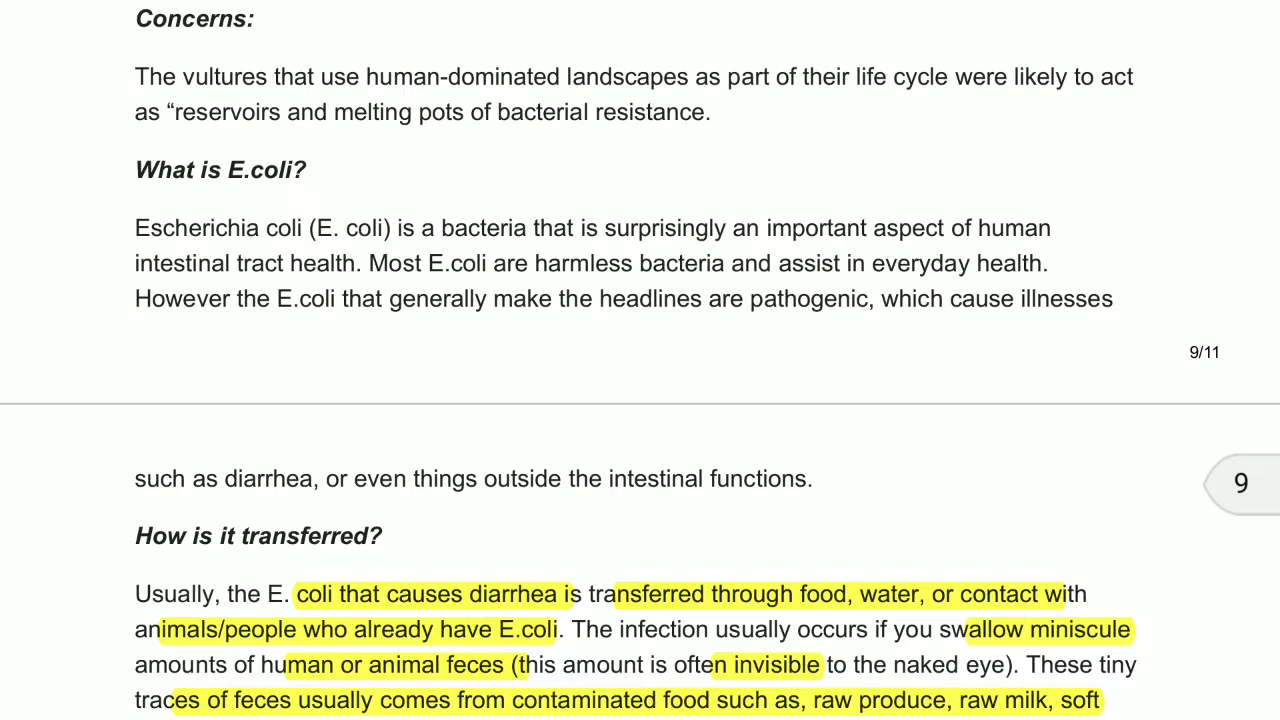 Concerns:
The vultures that use human-dominated landscapes as part of their life cycle were likely to act
as “reservoirs and melting pots of bacterial resistance.
What is E.coli?
Escherichia coli (E. coli) is a bacteria that is surprisingly an important aspect of human
intestinal tract health. Most E.coli are harmless bacteria and assist in everyday health.
However the E.coli that generally make the headlines are pathogenic, which cause illnesses
9/11
such as diarrhea, or even things outside the intestinal functions.
9
How is it transferred?
Usually, the E. coli that causes diarrhea is transferred through food, water, or contact with
animals/people who already have E.coli. The infection usually occurs if you swallow miniscule
amounts of human or animal feces (this amount is often invisible to the naked eye). These tiny
traces of feces usually comes from contaminated food such as, raw produce, raw milk, soft